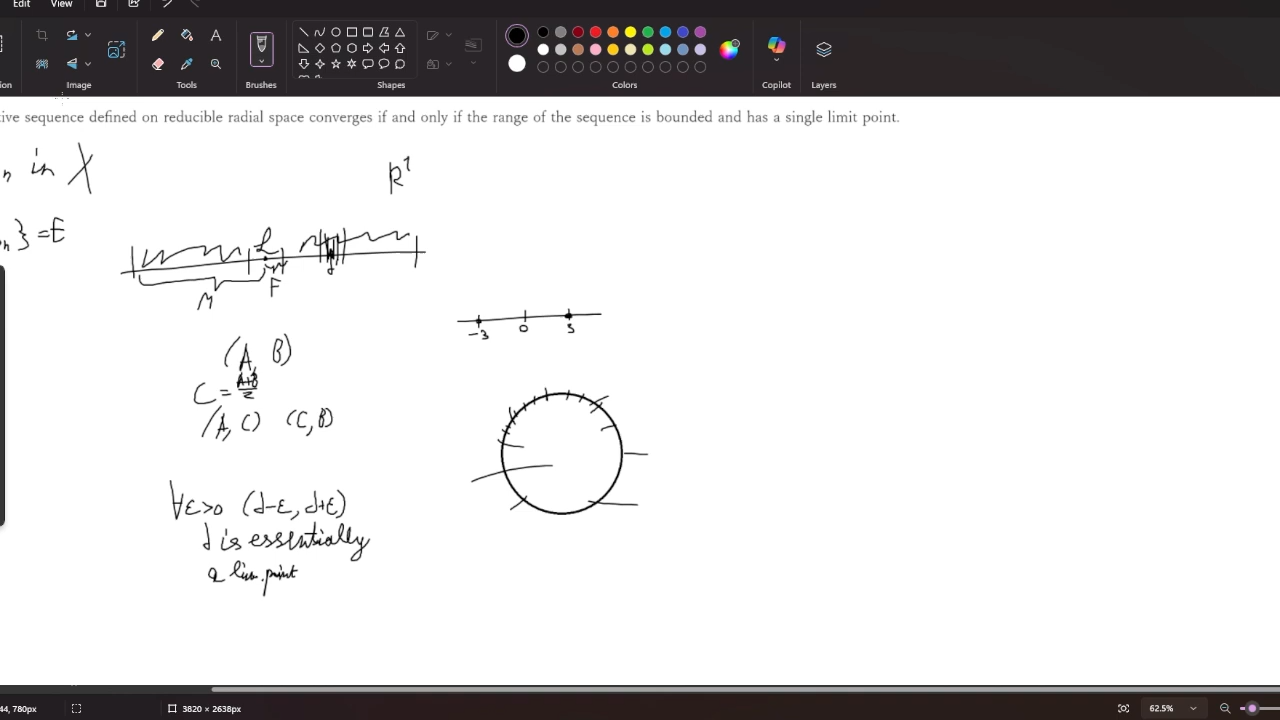 Edit View
Image Tools Brushes Shapes Colors Copilot Layers
tive sequence defined on reducible radial space converges if and only if the range of the sequence is bounded and has a single limit point.
n in X
R¹
n} = E
L
M F
-3 0 3
(A, B)
C = A+B/2
(A, C) (C, B)
∀ε>0 (d-ε, d+ε)
d is essentially
a lim. point
780px
3820 × 2638px
62.5%